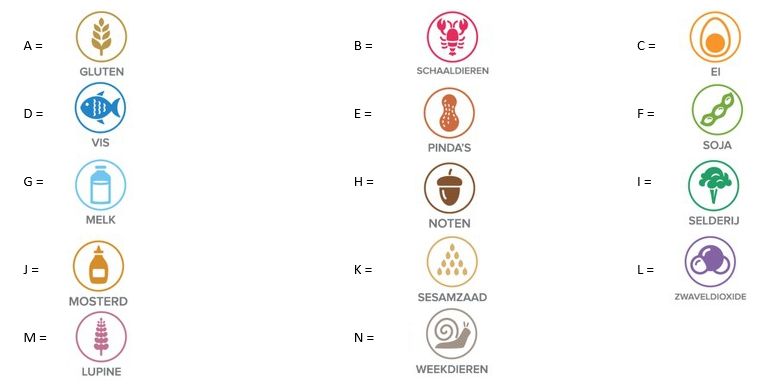 A = GLUTEN
B = SCHAALDIEREN
C = EI
D = VIS
E = PINDA'S
F = SOJA
G = MELK
H = NOTEN
I = SELDERIJ
J = MOSTERD
K = SESAMZAAD
L = ZWAVELDIOXIDE
M = LUPINE
N = WEEKDIEREN